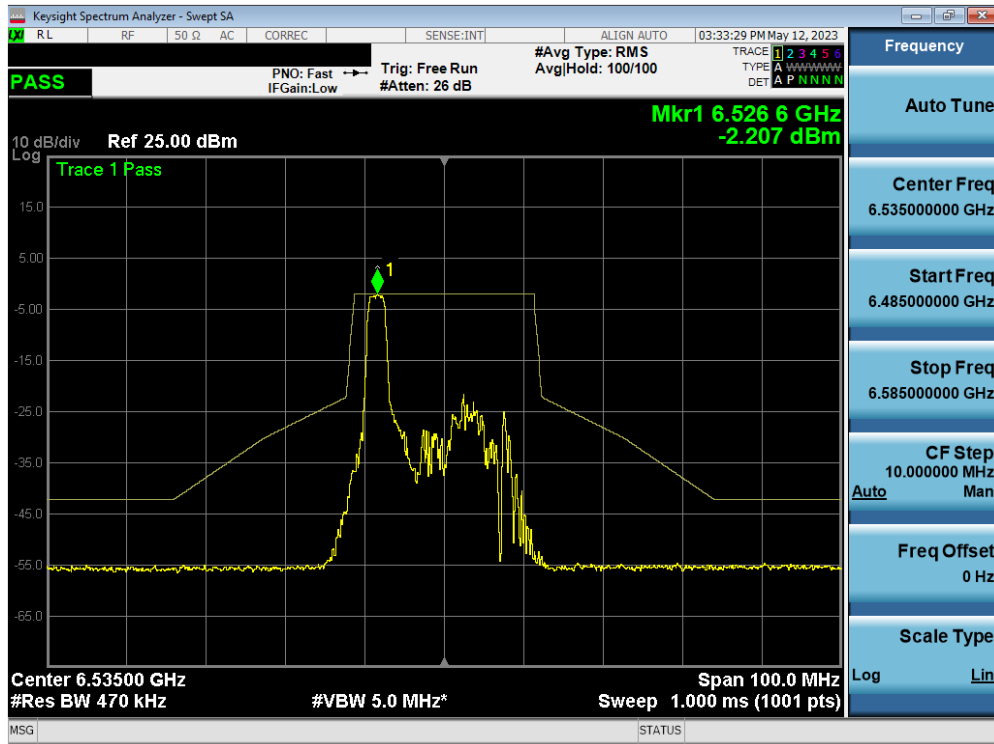 Keysight Spectrum Analyzer - Swept SA
LXI RL RF 50 Ω AC CORREC SENSE:INT ALIGN AUTO 03:33:29 PM May 12, 2023
PASS
PNO: Fast
IFGain:Low
Trig: Free Run
#Atten: 26 dB
#Avg Type: RMS
Avg|Hold: 100/100
TRACE 1 2 3 4 5 6
TYPE A WWWWW
DET A P N N N N
Mkr1 6.526 6 GHz
-2.207 dBm
10 dB/div Ref 25.00 dBm
Log
Trace 1 Pass
15.0
5.00
1
-5.00
-15.0
-25.0
-35.0
-45.0
-55.0
-65.0
Center 6.53500 GHz Span 100.0 MHz
#Res BW 470 kHz #VBW 5.0 MHz* Sweep 1.000 ms (1001 pts)
MSG STATUS
Frequency
Auto Tune
Center Freq
6.535000000 GHz
Start Freq
6.485000000 GHz
Stop Freq
6.585000000 GHz
CF Step
10.000000 MHz
Auto Man
Freq Offset
0 Hz
Scale Type
Log Lin